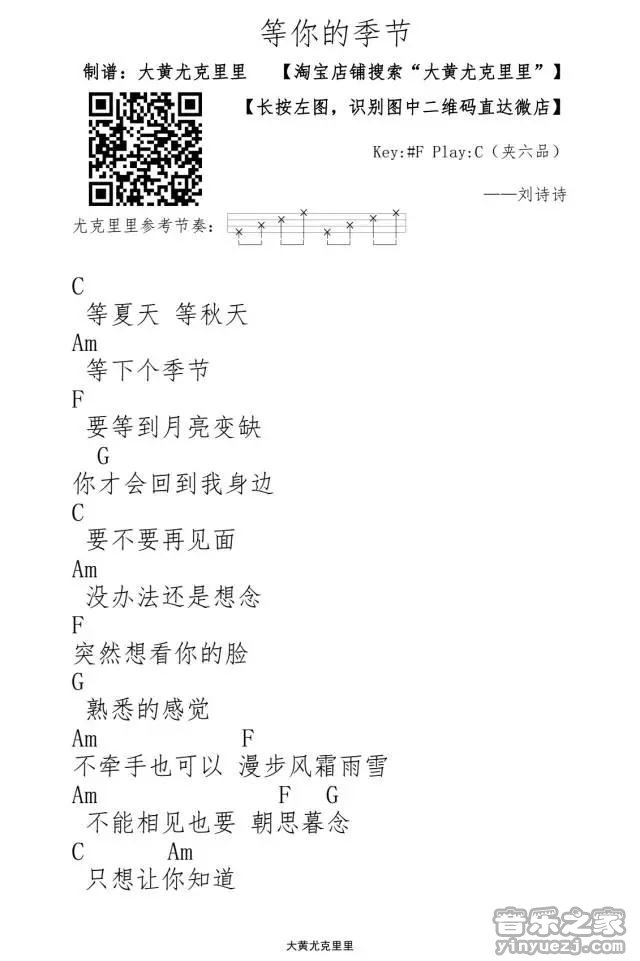 等你的季节
制谱：大黄尤克里里 【淘宝店铺搜索“大黄尤克里里”】
【长按左图，识别图中二维码直达微店】
Key:#F Play:C（夹六品）
——刘诗诗
尤克里里参考节奏：
C
等夏天 等秋天
Am
等下个季节
F
要等到月亮变缺
G
你才会回到我身边
C
要不要再见面
Am
没办法还是想念
F
突然想看你的脸
G
熟悉的感觉
Am F
不牵手也可以 漫步风霜雨雪
Am F G
不能相见也要 朝思暮念
C Am
只想让你知道
大黄尤克里里
音乐之家
yinyuezj.com